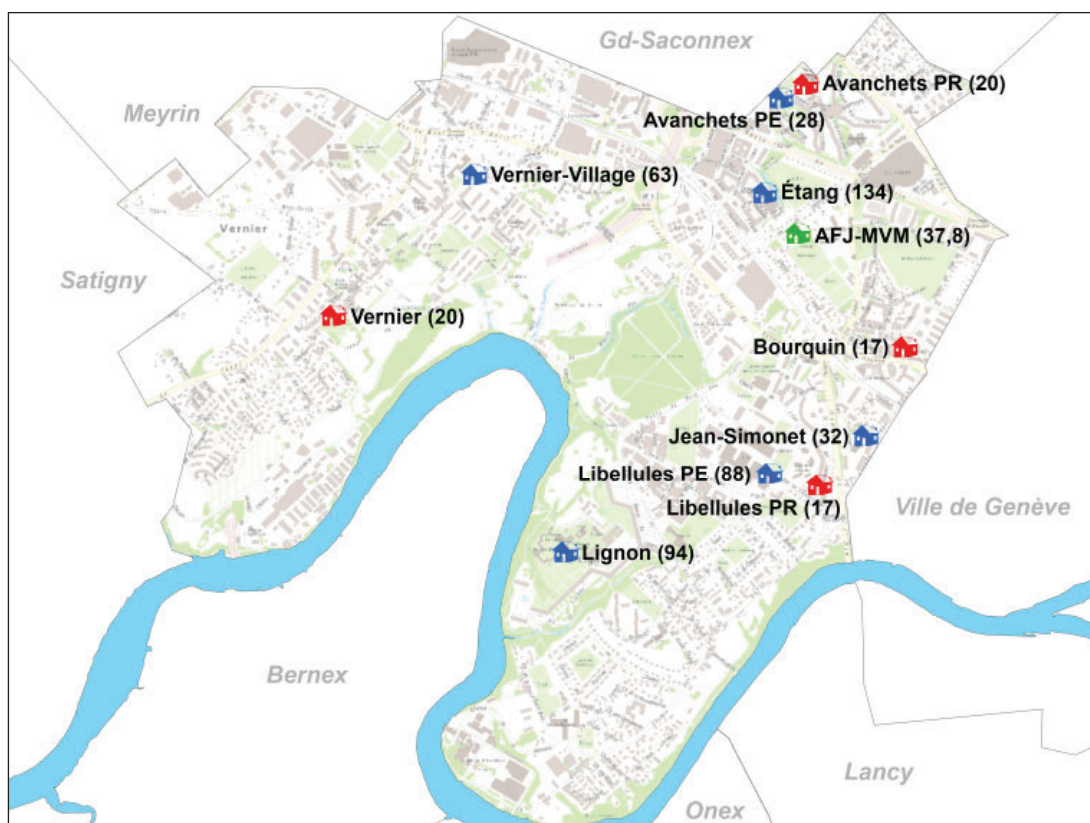 Gd-Saconnex
Avanchets PR (20)
Meyrin
Avanchets PE (28)
Vernier-Village (63)
Étang (134)
Vernier
AFJ-MVM (37,8)
Satigny
Vernier (20)
Bourquin (17)
Jean-Simonet (32)
Libellules PE (88)
Libellules PR (17)
Ville de Genève
Lignon (94)
Bernex
Lancy
Onex